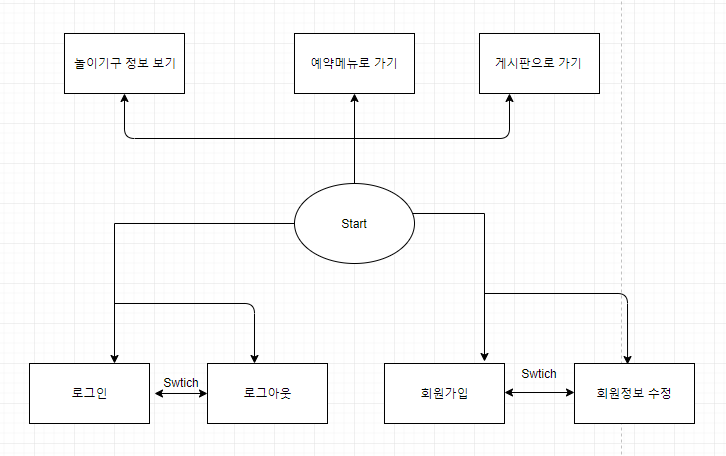 놀이기구 정보 보기
예약메뉴로 가기
게시판으로 가기
Start
로그인
Swtich
로그아웃
회원가입
Swtich
회원정보 수정